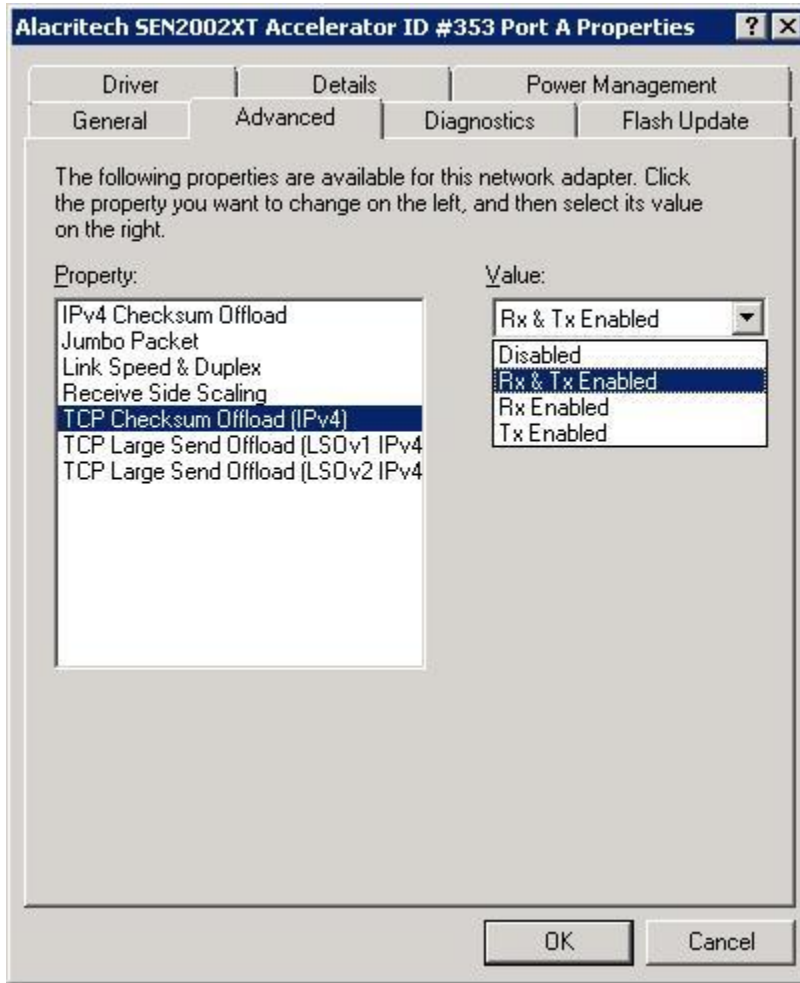 Alacritech SEN2002XT Accelerator ID #353 Port A Properties
Driver
Details
Power Management
General
Advanced
Diagnostics
Flash Update
The following properties are available for this network adapter. Click
the property you want to change on the left, and then select its value
on the right.
Property:
IPv4 Checksum Offload
Jumbo Packet
Link Speed & Duplex
Receive Side Scaling
TCP Checksum Offload (IPv4)
TCP Large Send Offload (LSOv1 IPv4
TCP Large Send Offload (LSOv2 IPv4
Value:
Rx & Tx Enabled
Disabled
Rx & Tx Enabled
Rx Enabled
Tx Enabled
OK
Cancel